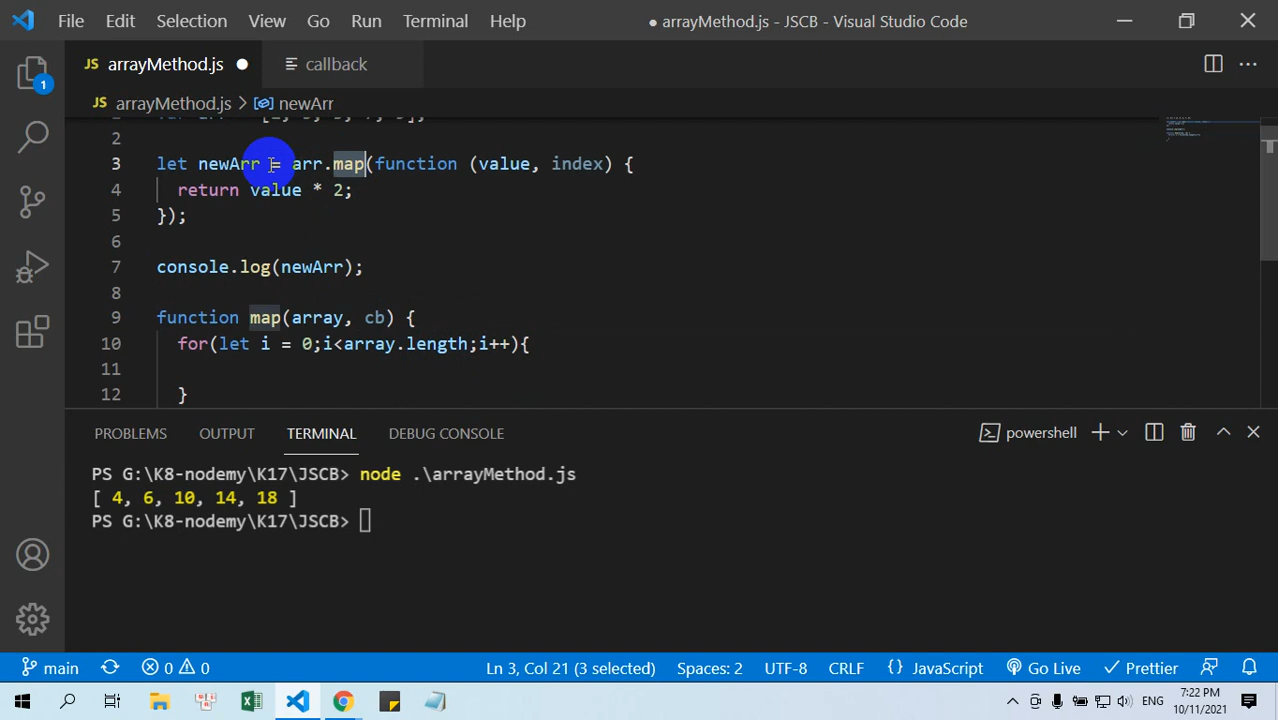 File Edit Selection View Go Run Terminal Help
● arrayMethod.js - JSCB - Visual Studio Code
JS arrayMethod.js ●
callback
1
JS arrayMethod.js > newArr
2
3 let newArr = arr.map(function (value, index) {
4 return value * 2;
5 });
6
7 console.log(newArr);
8
9 function map(array, cb) {
10 for(let i = 0;i<array.length;i++){
11
12 }
PROBLEMS OUTPUT TERMINAL DEBUG CONSOLE
powershell
PS G:\K8-nodemy\K17\JSCB> node .\arrayMethod.js
[ 4, 6, 10, 14, 18 ]
PS G:\K8-nodemy\K17\JSCB>
main 0 0 Ln 3, Col 21 (3 selected) Spaces: 2 UTF-8 CRLF {} JavaScript Go Live Prettier
ENG 7:22 PM
10/11/2021